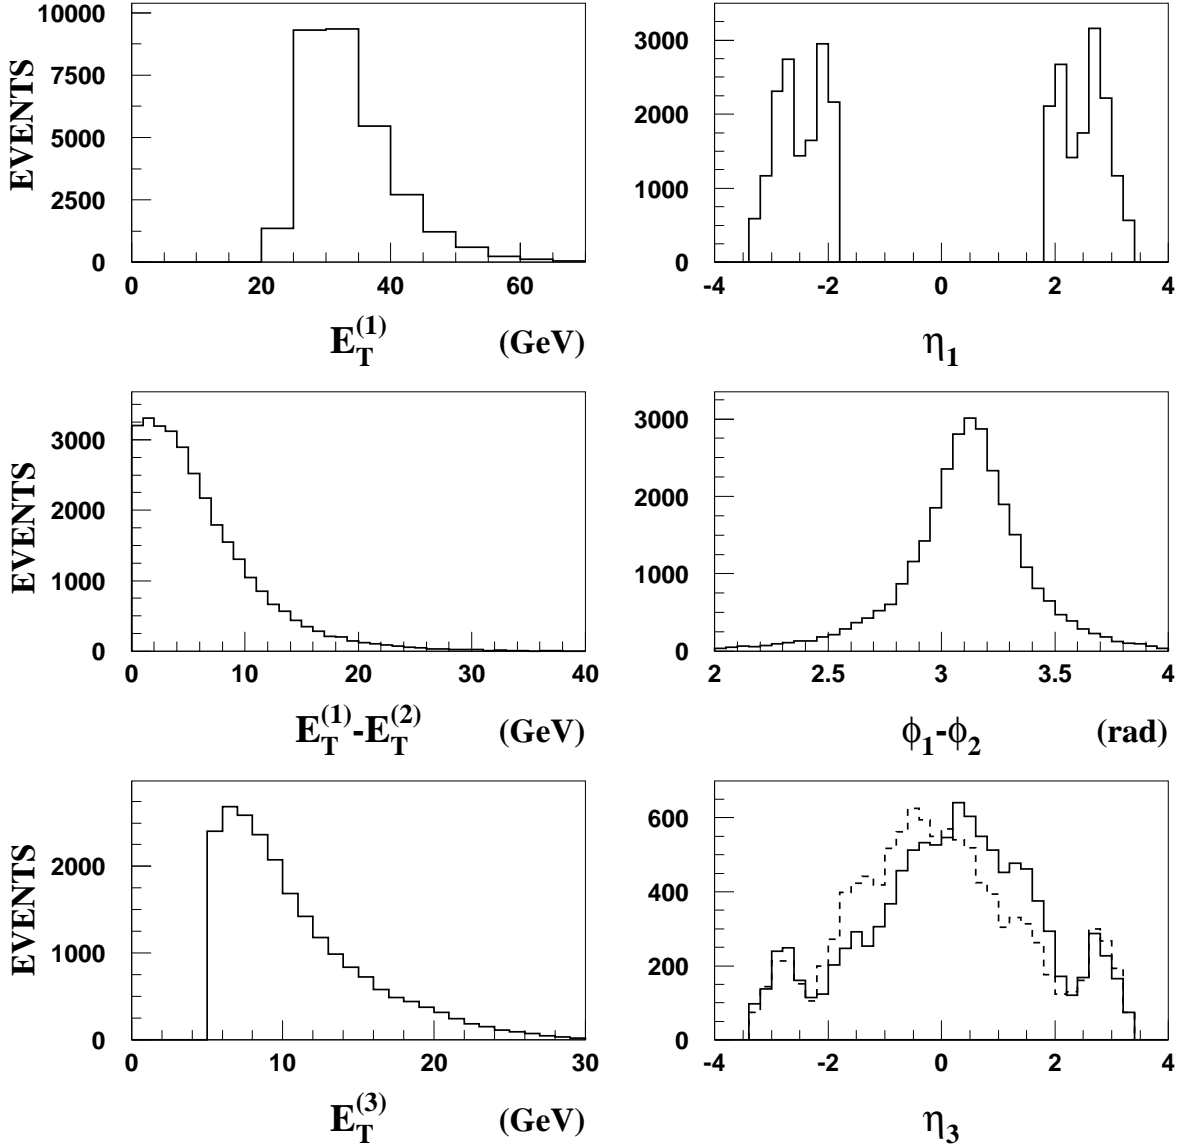 EVENTS
10000
7500
5000
2500
0
0 20 40 60
E_T^(1) (GeV)
3000
2000
1000
0
-4 -2 0 2 4
η_1
EVENTS
3000
2000
1000
0
0 10 20 30 40
E_T^(1)-E_T^(2) (GeV)
3000
2000
1000
0
2 2.5 3 3.5 4
ϕ_1-ϕ_2 (rad)
EVENTS
2000
1000
0
0 10 20 30
E_T^(3) (GeV)
600
400
200
0
-4 -2 0 2 4
η_3